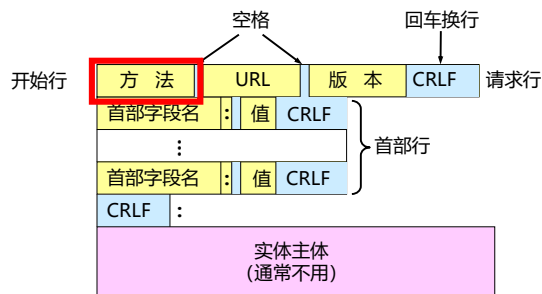 空格 回车换行
开始行 方 法 URL 版 本 CRLF 请求行
首部字段名 : 值 CRLF
⋮ 首部行
首部字段名 : 值 CRLF
CRLF :
实体主体
(通常不用)